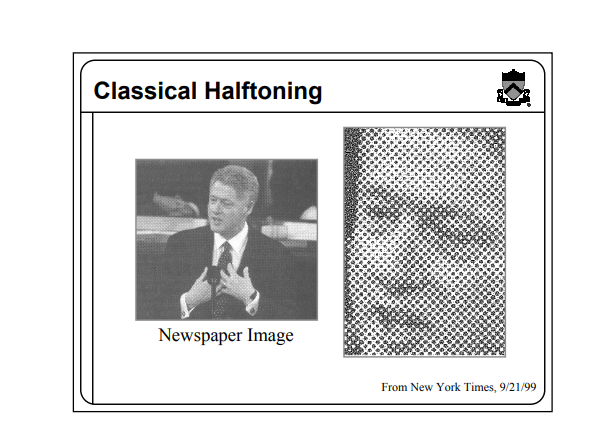 Classical Halftoning
Newspaper Image
From New York Times, 9/21/99